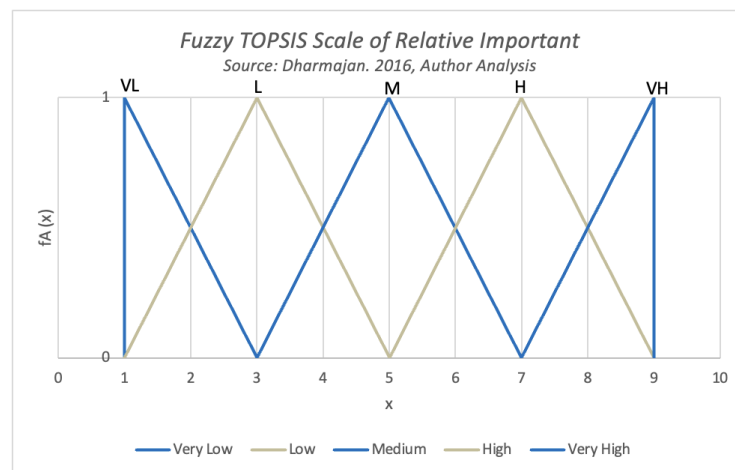 Fuzzy TOPSIS Scale of Relative Important
Source: Dharmajan. 2016, Author Analysis
VL L M H VH
1
fA (x)
0
0 1 2 3 4 5 6 7 8 9 10
x
Very Low Low Medium High Very High